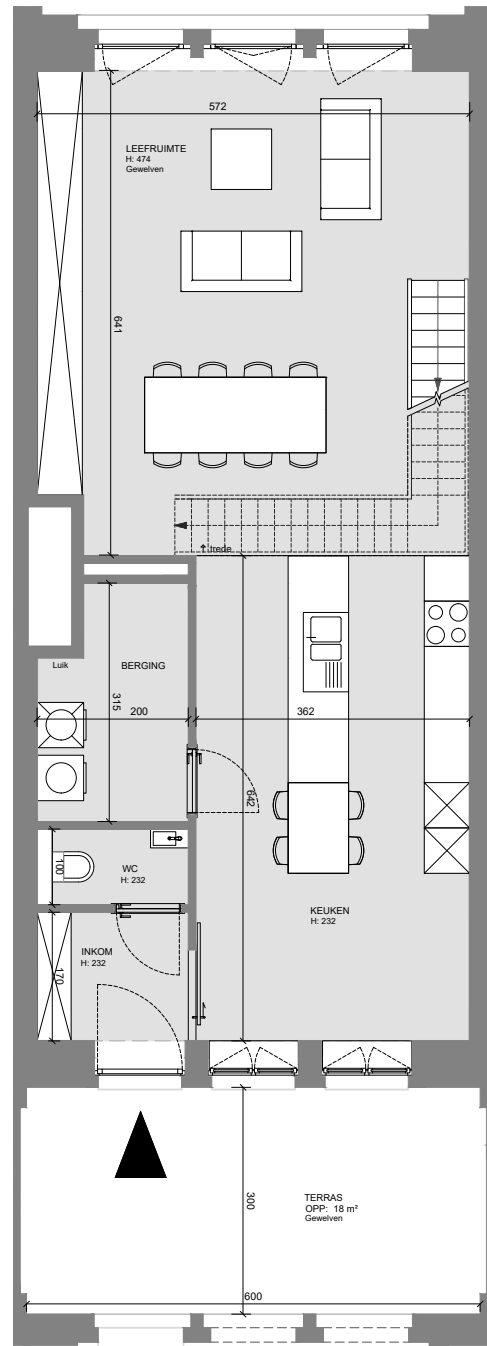 572
LEEFRUIMTE
H: 474
Gewelven
641
↑ trede
Luik
BERGING
315
200
362
642
WC
H: 232
100
KEUKEN
H: 232
INKOM
H: 232
170
TERRAS
OPP: 18 m²
Gewelven
300
600